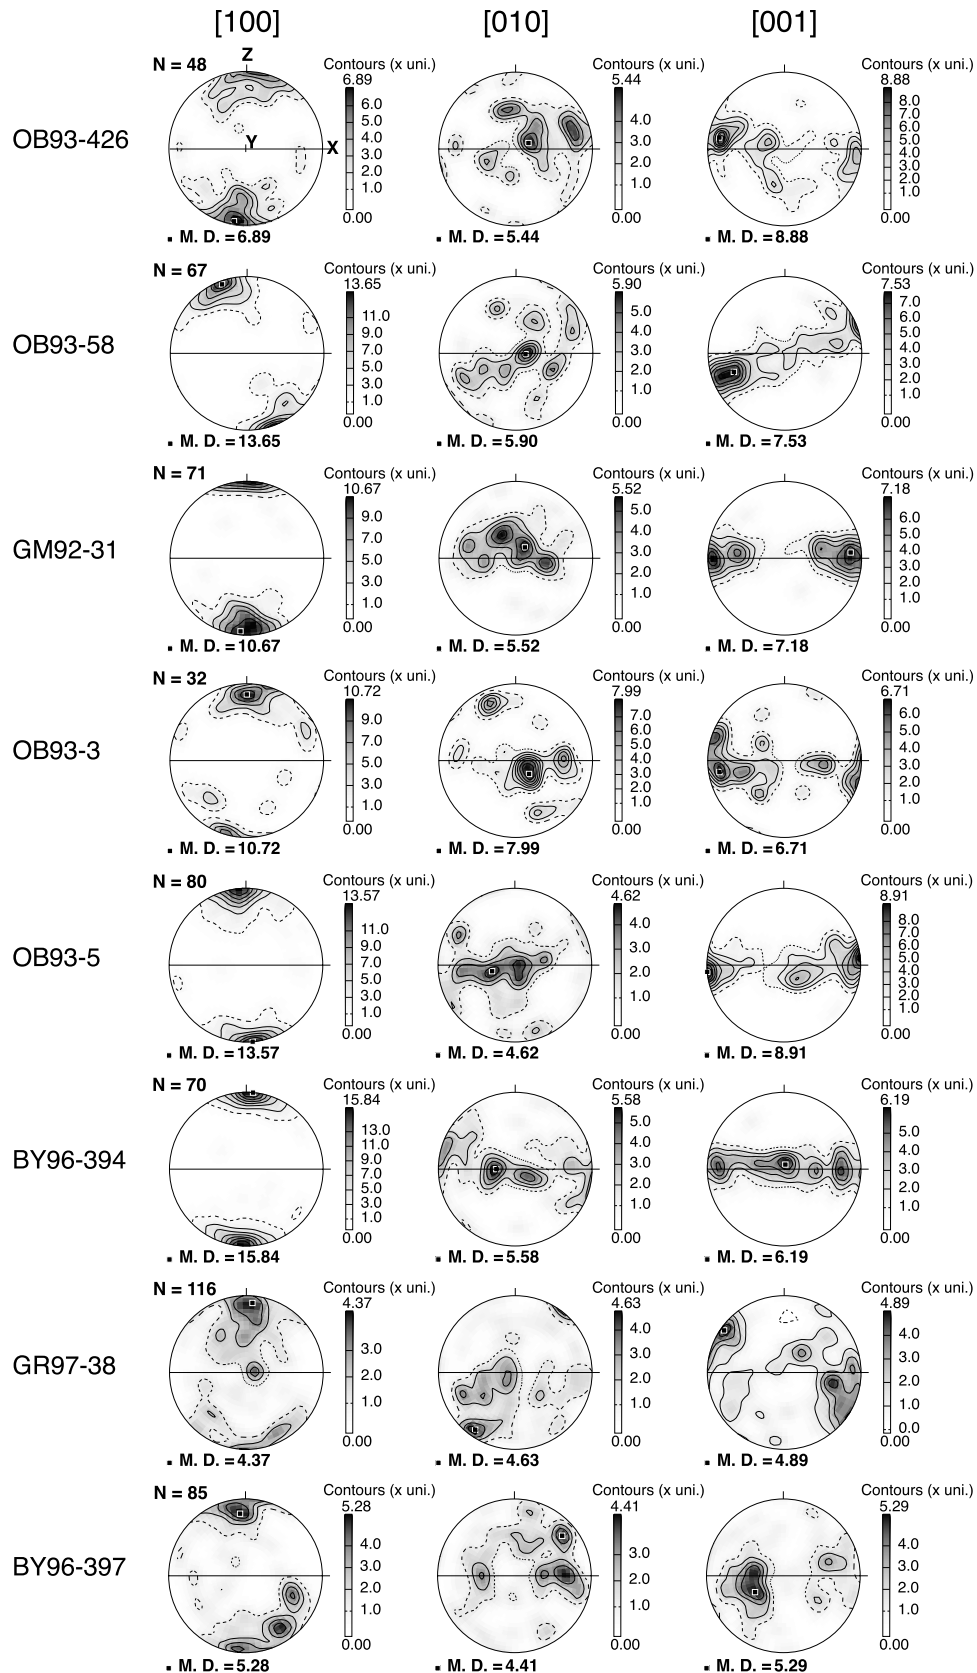 [100] [010] [001]
N = 48 Z Contours (x uni.) Contours (x uni.) Contours (x uni.)
6.89 5.44 8.88
OB93-426
Y X
6.0 5.0 4.0 3.0 2.0 1.0 0.00
4.0 3.0 2.0 1.0 0.00
8.0 7.0 6.0 5.0 4.0 3.0 2.0 1.0 0.00
M. D. = 6.89 M. D. = 5.44 M. D. = 8.88
N = 67 Contours (x uni.) Contours (x uni.) Contours (x uni.)
13.65 5.90 7.53
OB93-58
11.0 9.0 7.0 5.0 3.0 1.0 0.00
5.0 4.0 3.0 2.0 1.0 0.00
7.0 6.0 5.0 4.0 3.0 2.0 1.0 0.00
M. D. = 13.65 M. D. = 5.90 M. D. = 7.53
N = 71 Contours (x uni.) Contours (x uni.) Contours (x uni.)
10.67 5.52 7.18
GM92-31
9.0 7.0 5.0 3.0 1.0 0.00
5.0 4.0 3.0 2.0 1.0 0.00
6.0 5.0 4.0 3.0 2.0 1.0 0.00
M. D. = 10.67 M. D. = 5.52 M. D. = 7.18
N = 32 Contours (x uni.) Contours (x uni.) Contours (x uni.)
10.72 7.99 6.71
OB93-3
9.0 7.0 5.0 3.0 1.0 0.00
7.0 6.0 5.0 4.0 3.0 2.0 1.0 0.00
6.0 5.0 4.0 3.0 2.0 1.0 0.00
M. D. = 10.72 M. D. = 7.99 M. D. = 6.71
N = 80 Contours (x uni.) Contours (x uni.) Contours (x uni.)
13.57 4.62 8.91
OB93-5
11.0 9.0 7.0 5.0 3.0 1.0 0.00
4.0 3.0 2.0 1.0 0.00
8.0 7.0 6.0 5.0 4.0 3.0 2.0 1.0 0.00
M. D. = 13.57 M. D. = 4.62 M. D. = 8.91
N = 70 Contours (x uni.) Contours (x uni.) Contours (x uni.)
15.84 5.58 6.19
BY96-394
13.0 11.0 9.0 7.0 5.0 3.0 1.0 0.00
5.0 4.0 3.0 2.0 1.0 0.00
5.0 4.0 3.0 2.0 1.0 0.00
M. D. = 15.84 M. D. = 5.58 M. D. = 6.19
N = 116 Contours (x uni.) Contours (x uni.) Contours (x uni.)
4.37 4.63 4.89
GR97-38
3.0 2.0 1.0 0.00
3.0 2.0 1.0 0.00
4.0 3.0 2.0 1.0 0.0 0.00
M. D. = 4.37 M. D. = 4.63 M. D. = 4.89
N = 85 Contours (x uni.) Contours (x uni.) Contours (x uni.)
5.28 4.41 5.29
BY96-397
4.0 3.0 2.0 1.0 0.00
3.0 2.0 1.0 0.00
4.0 3.0 2.0 1.0 0.00
M. D. = 5.28 M. D. = 4.41 M. D. = 5.29